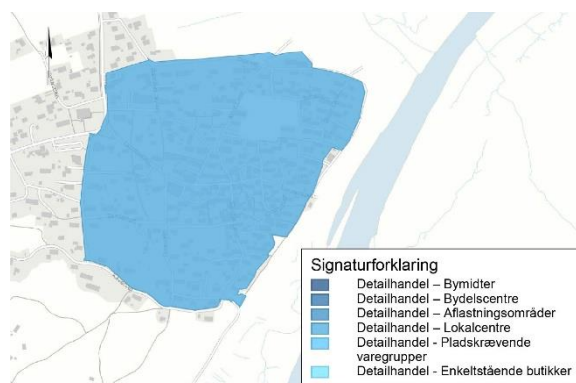 Signaturforklaring
Detailhandel – Bymidter
Detailhandel – Bydelscentre
Detailhandel – Aflastningsområder
Detailhandel – Lokalcentre
Detailhandel - Pladskrævende
varegrupper
Detailhandel - Enkeltstående butikker